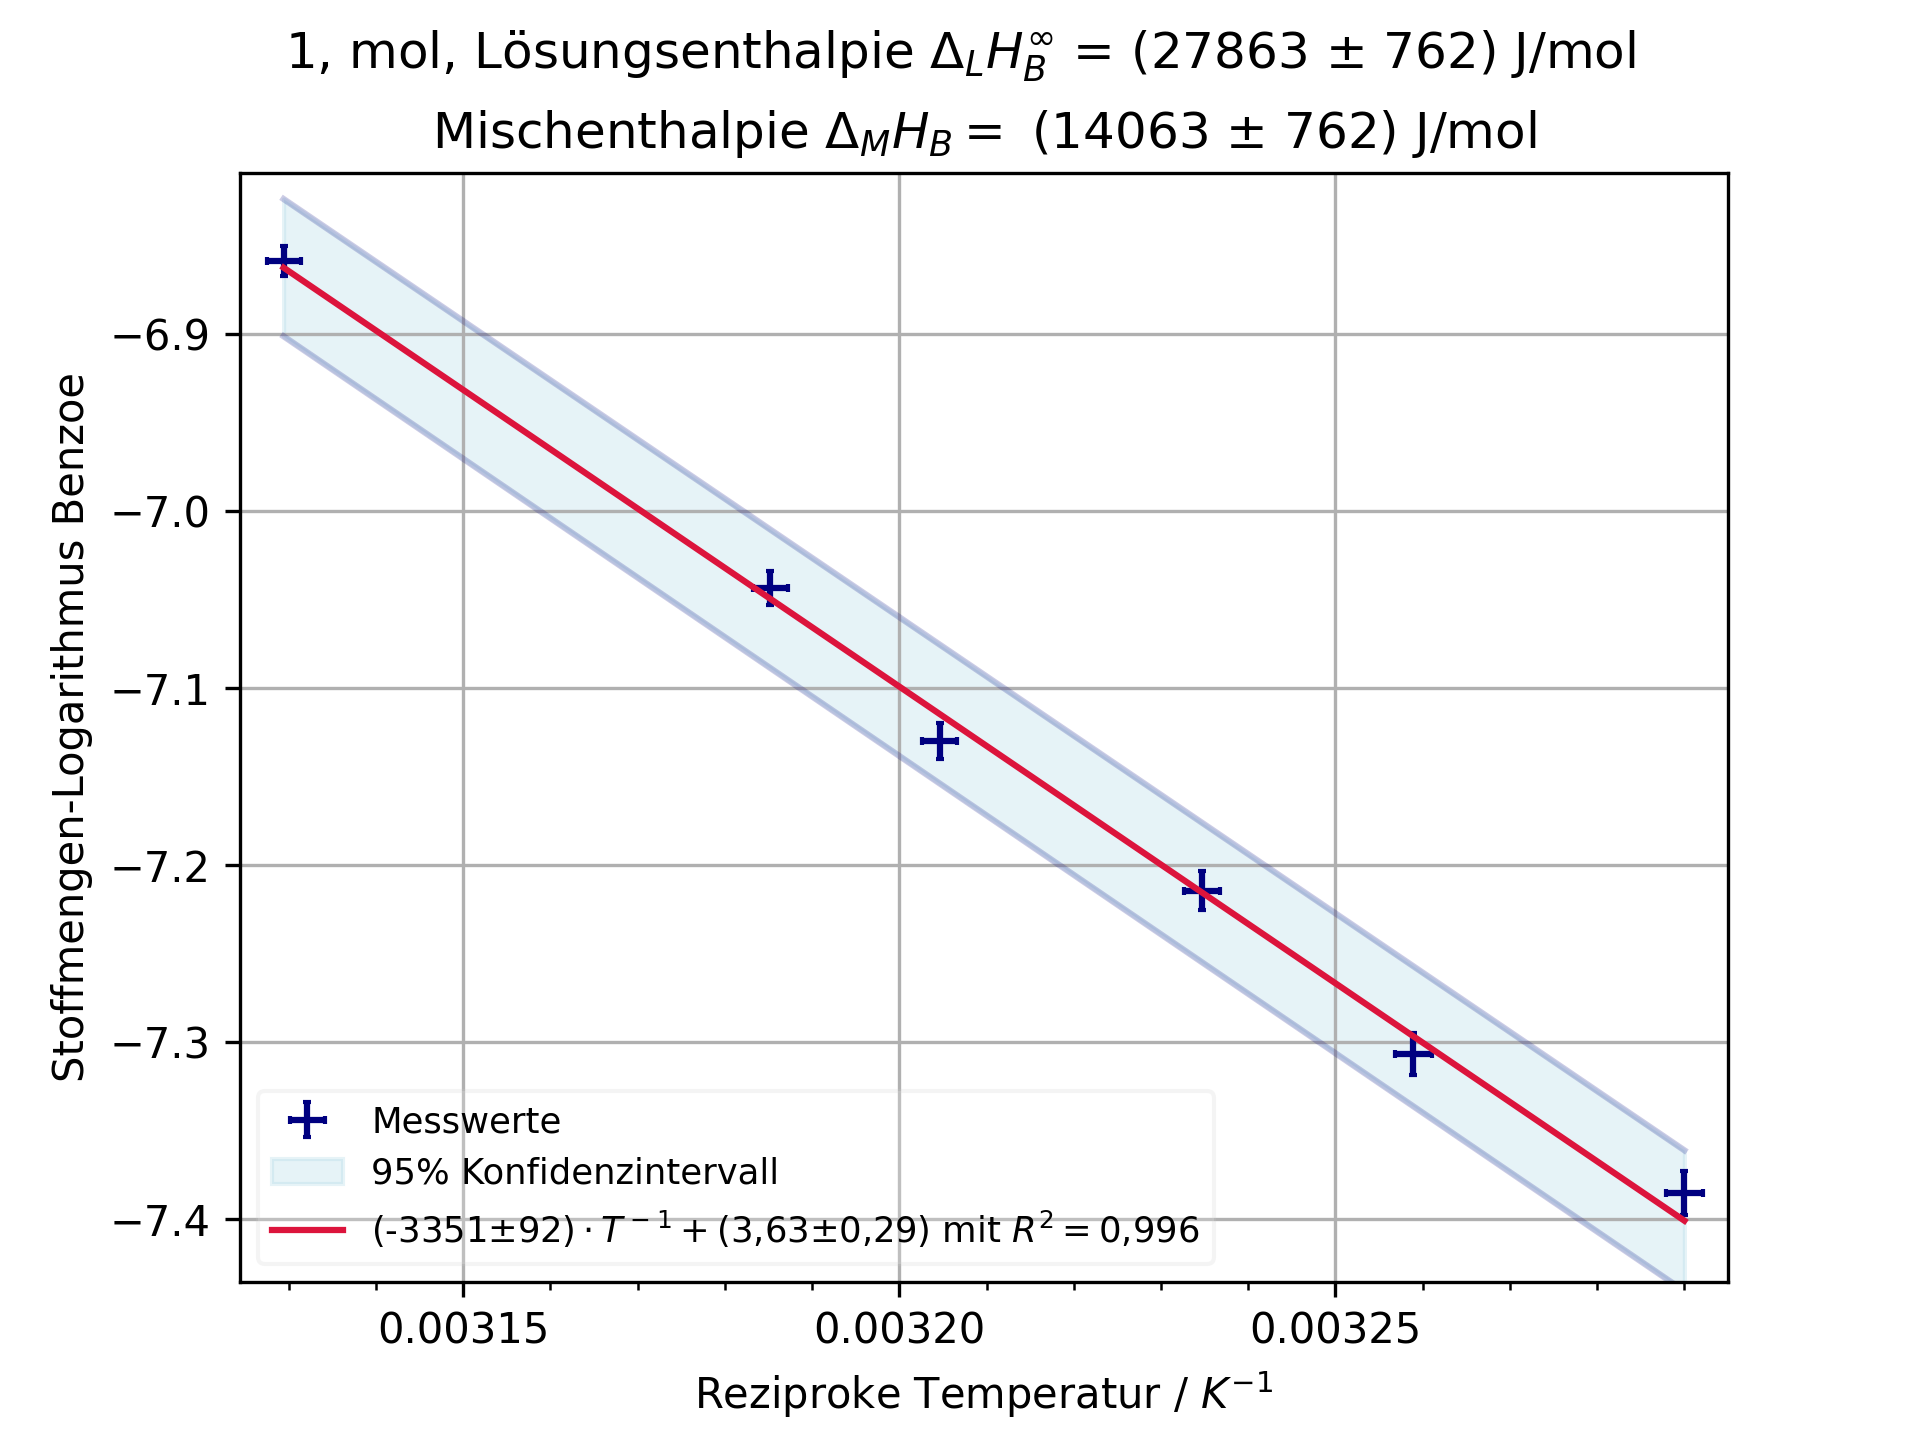 1, mol, Lösungsenthalpie Δ_L H_B^∞ = (27863 ± 762) J/mol
Mischenthalpie Δ_M H_B = (14063 ± 762) J/mol
Stoffmengen-Logarithmus Benzoe
−6.9
−7.0
−7.1
−7.2
−7.3
−7.4
Messwerte
95% Konfidenzintervall
(-3351±92) · T⁻¹ + (3,63±0,29) mit R² = 0,996
0.00315 0.00320 0.00325
Reziproke Temperatur / K⁻¹